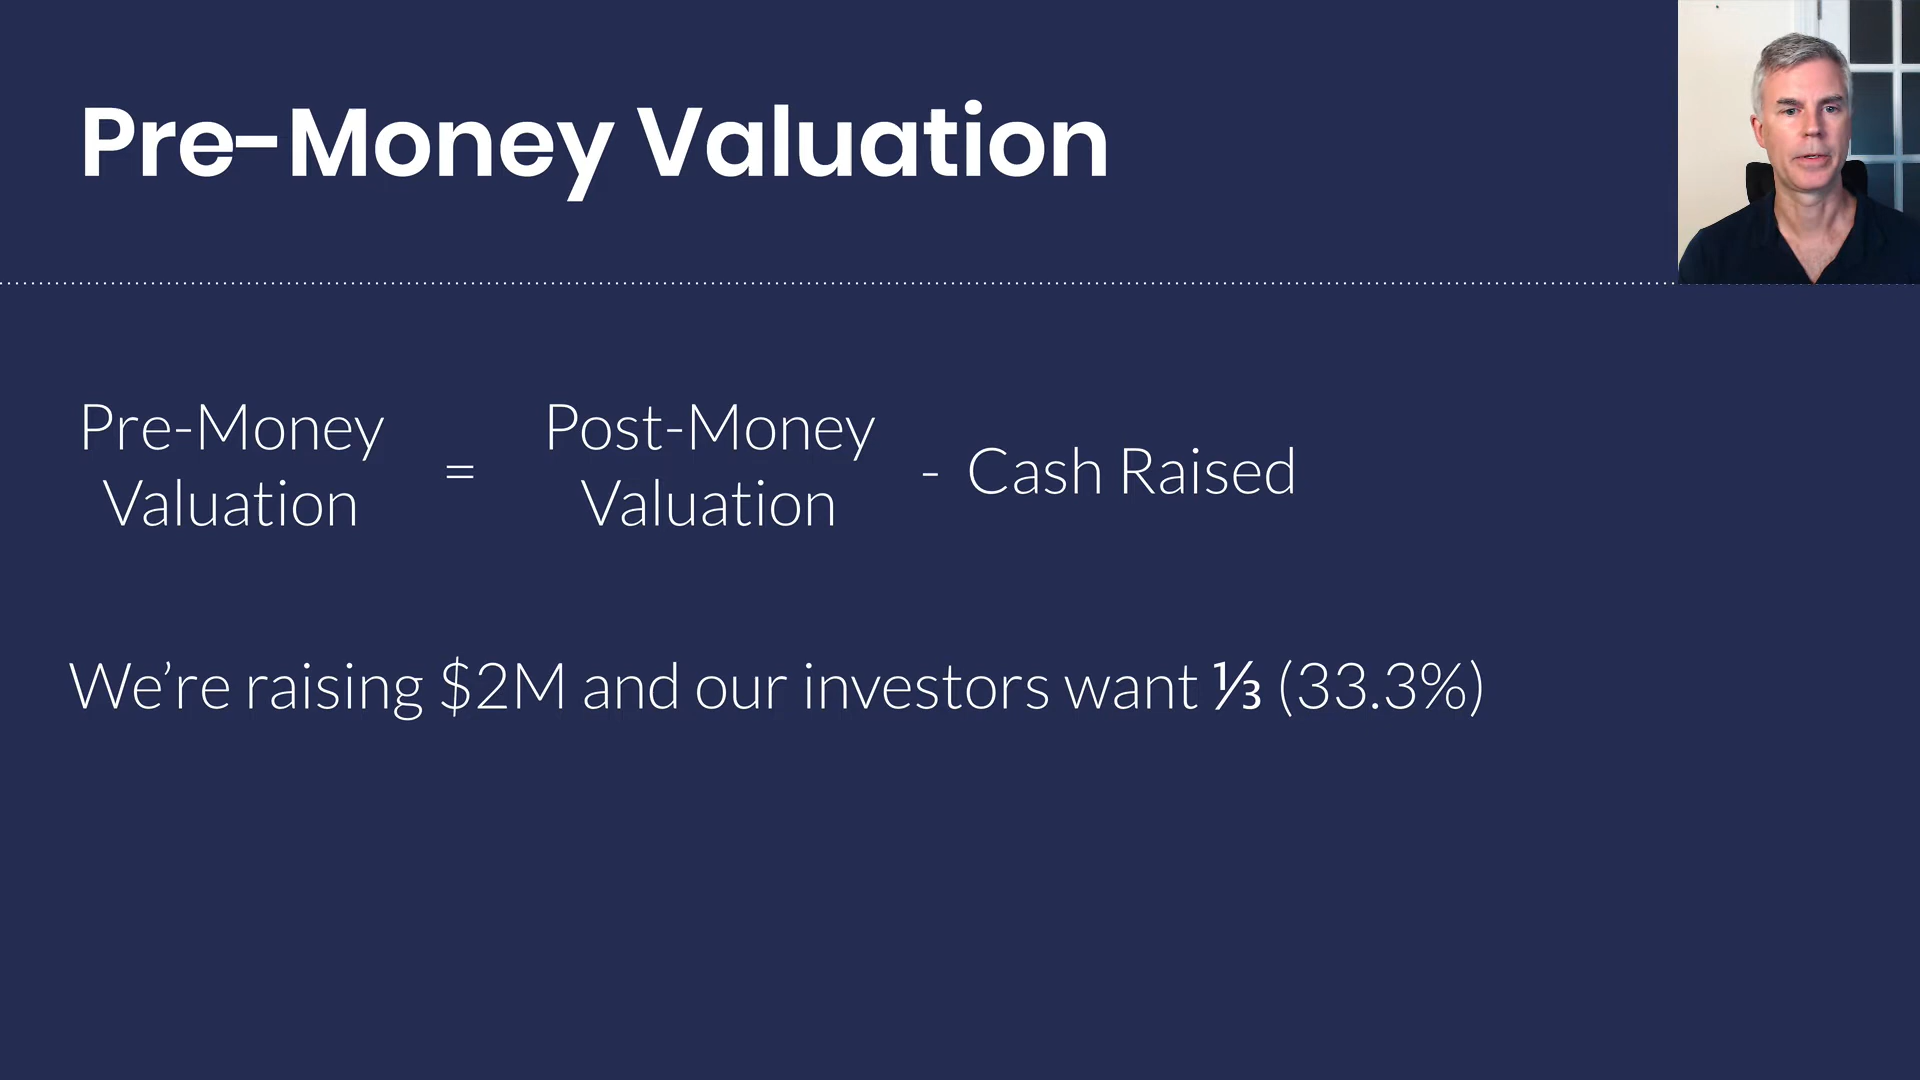 Pre-Money Valuation
Pre-Money
Valuation
=
Post-Money
Valuation
- Cash Raised
We’re raising $2M and our investors want ⅓ (33.3%)